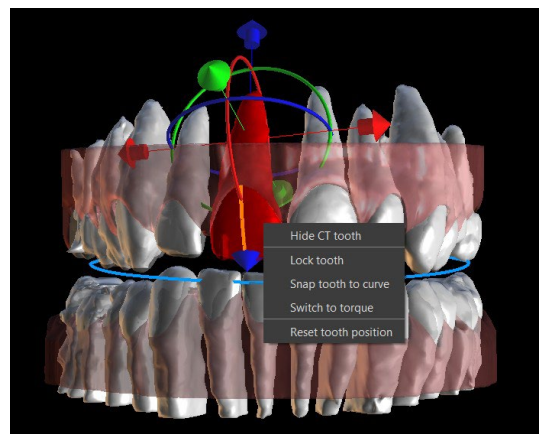 Hide CT tooth
Lock tooth
Snap tooth to curve
Switch to torque
Reset tooth position